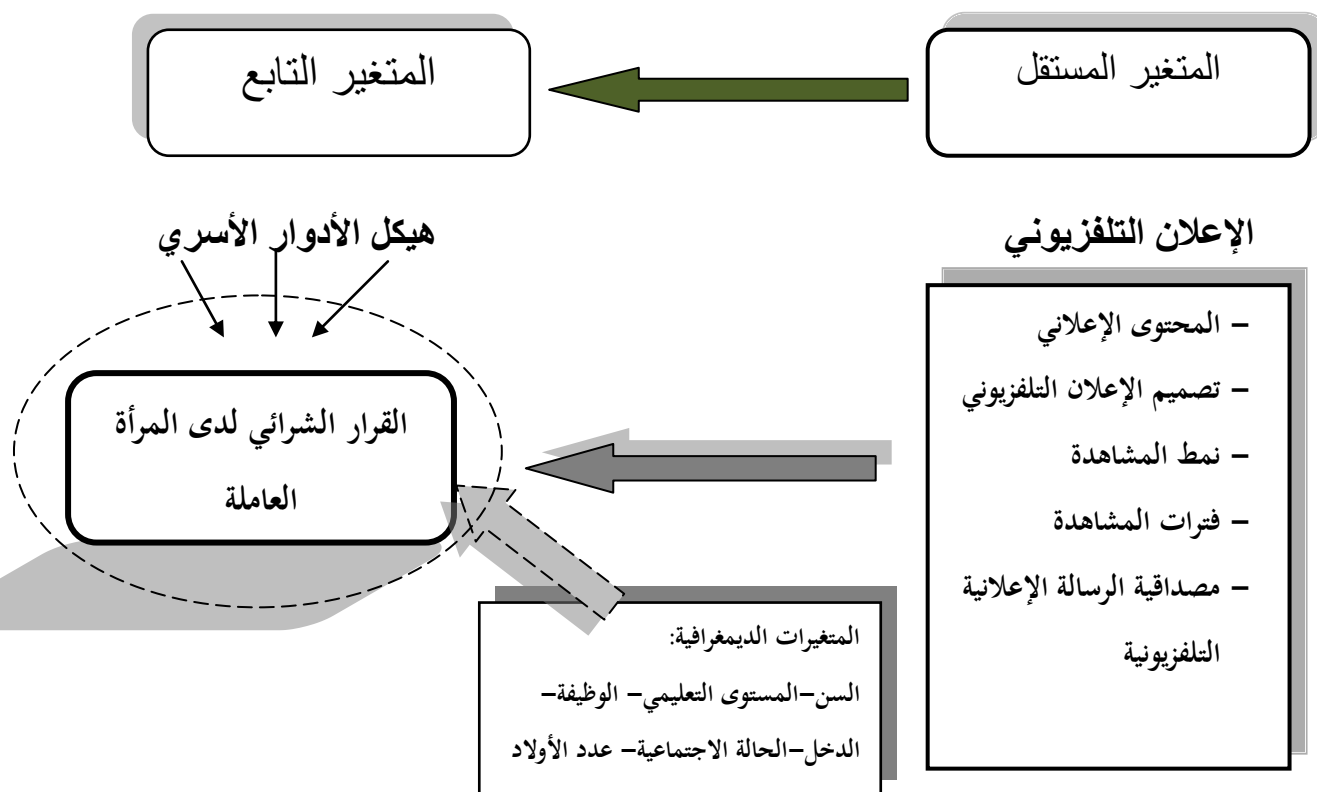 المتغير المستقل
المتغير التابع
الإعلان التلفزيوني
– المحتوى الإعلاني
– تصميم الإعلان التلفزيوني
– نمط المشاهدة
– فترات المشاهدة
– مصداقية الرسالة الإعلانية
التلفزيونية
هيكل الأدوار الأسري
القرار الشرائي لدى المرأة
العاملة
المتغيرات الديمغرافية:
السن–المستوى التعليمي– الوظيفة–
الدخل–الحالة الاجتماعية– عدد الأولاد